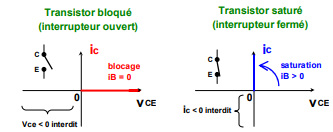 Transistor bloqué
(interrupteur ouvert)
ic
C
E
blocage
iB = 0
0
VCE
Vce < 0 interdit
Transistor saturé
(interrupteur fermé)
ic
C
E
saturation
iB > 0
0
VCE
ic < 0 interdit